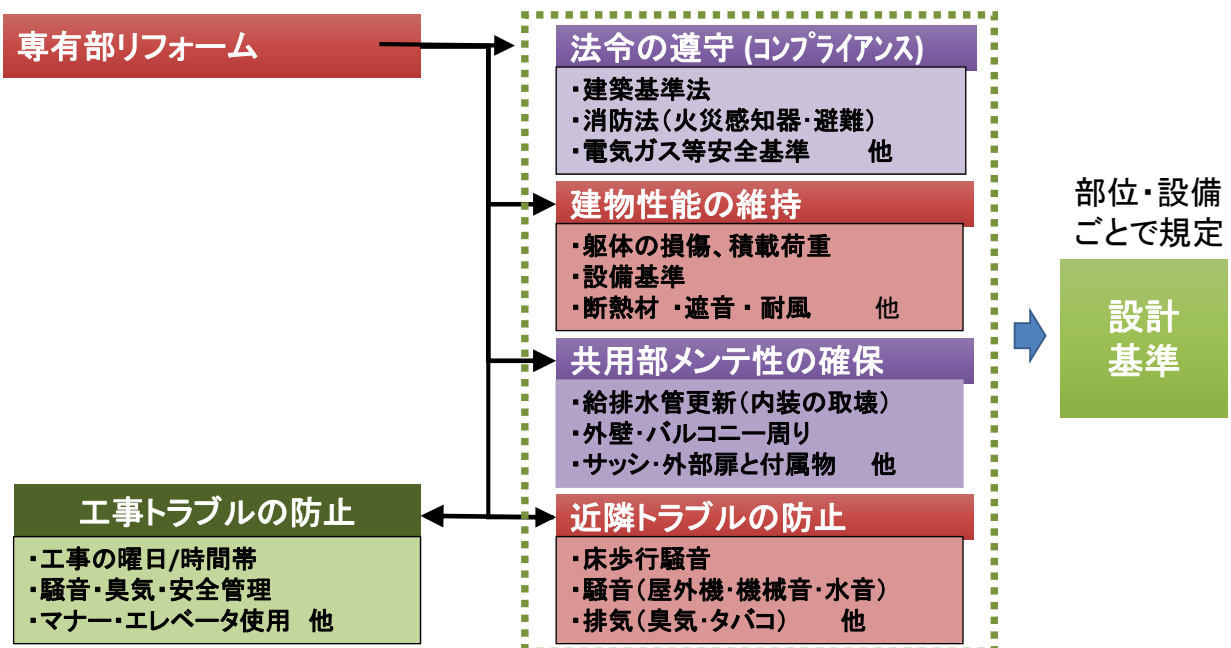 専有部リフォーム
法令の遵守 (コンプライアンス)
・建築基準法
・消防法（火災感知器・避難）
・電気ガス等安全基準　　他
建物性能の維持
・躯体の損傷、積載荷重
・設備基準
・断熱材 ・遮音・耐風　　他
共用部メンテ性の確保
・給排水管更新（内装の取壊）
・外壁・バルコニー周り
・サッシ・外部扉と付属物　他
近隣トラブルの防止
・床歩行騒音
・騒音（屋外機・機械音・水音）
・排気（臭気・タバコ）　　他
工事トラブルの防止
・工事の曜日/時間帯
・騒音・臭気・安全管理
・マナー・エレベータ使用 他
部位・設備
ごとで規定
設計
基準